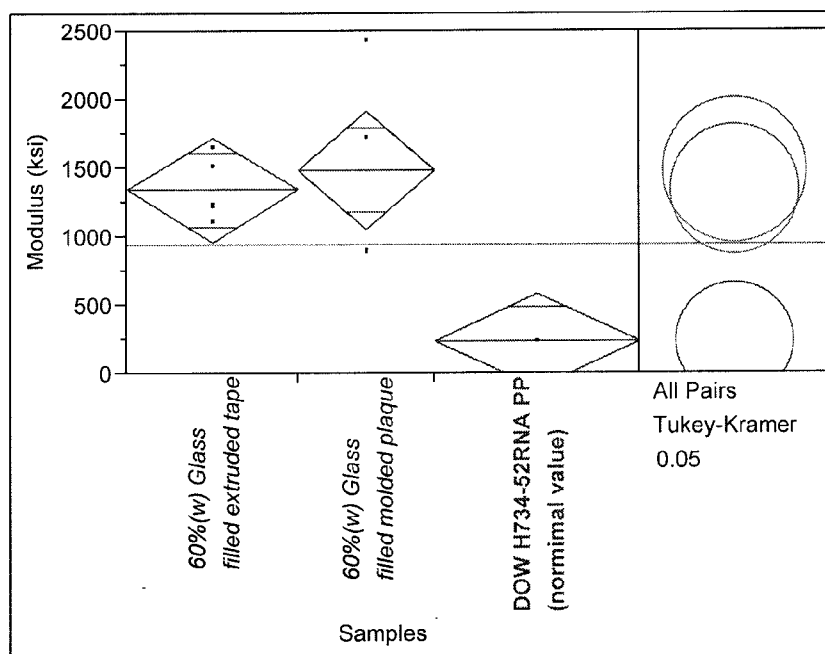 2500
2000
1500
1000
500
0
Modulus (ksi)
60%(w) Glass
filled extruded tape
60%(w) Glass
filled molded plaque
DOW H734-52RNA PP
(normimal value)
All Pairs
Tukey-Kramer
0.05
Samples